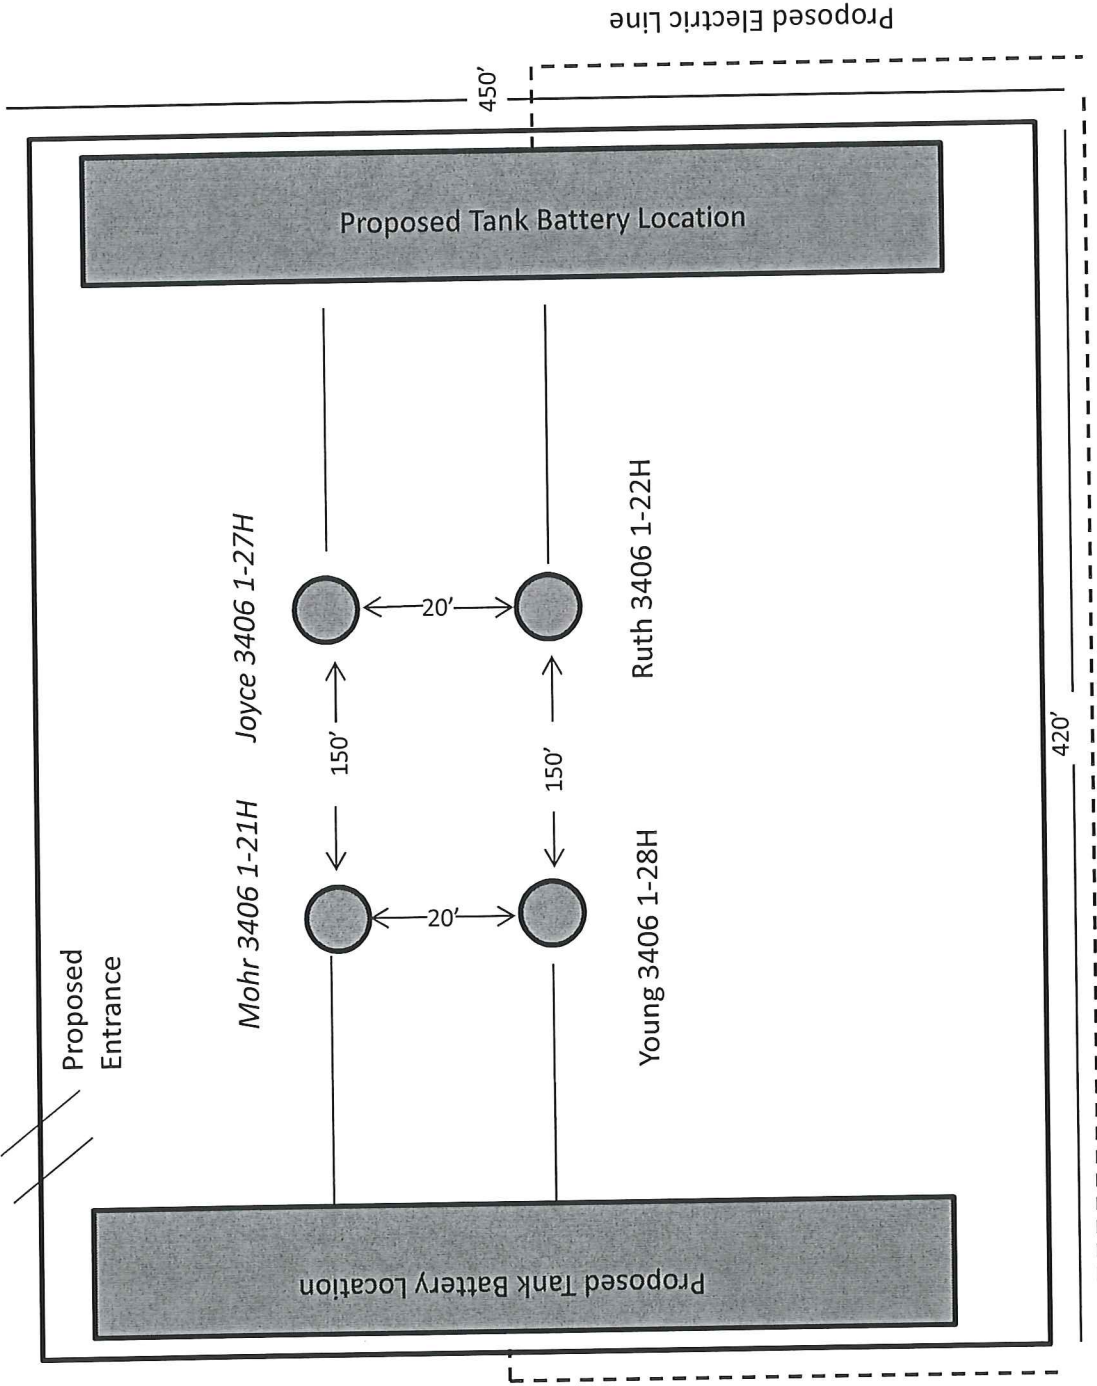 Proposed Electric Line
450’
Proposed Tank Battery Location
Joyce 3406 1-27H
Ruth 3406 1-22H
20’
150’
150’
420’
Mohr 3406 1-21H
Young 3406 1-28H
20’
Proposed
Entrance
Proposed Tank Battery Location